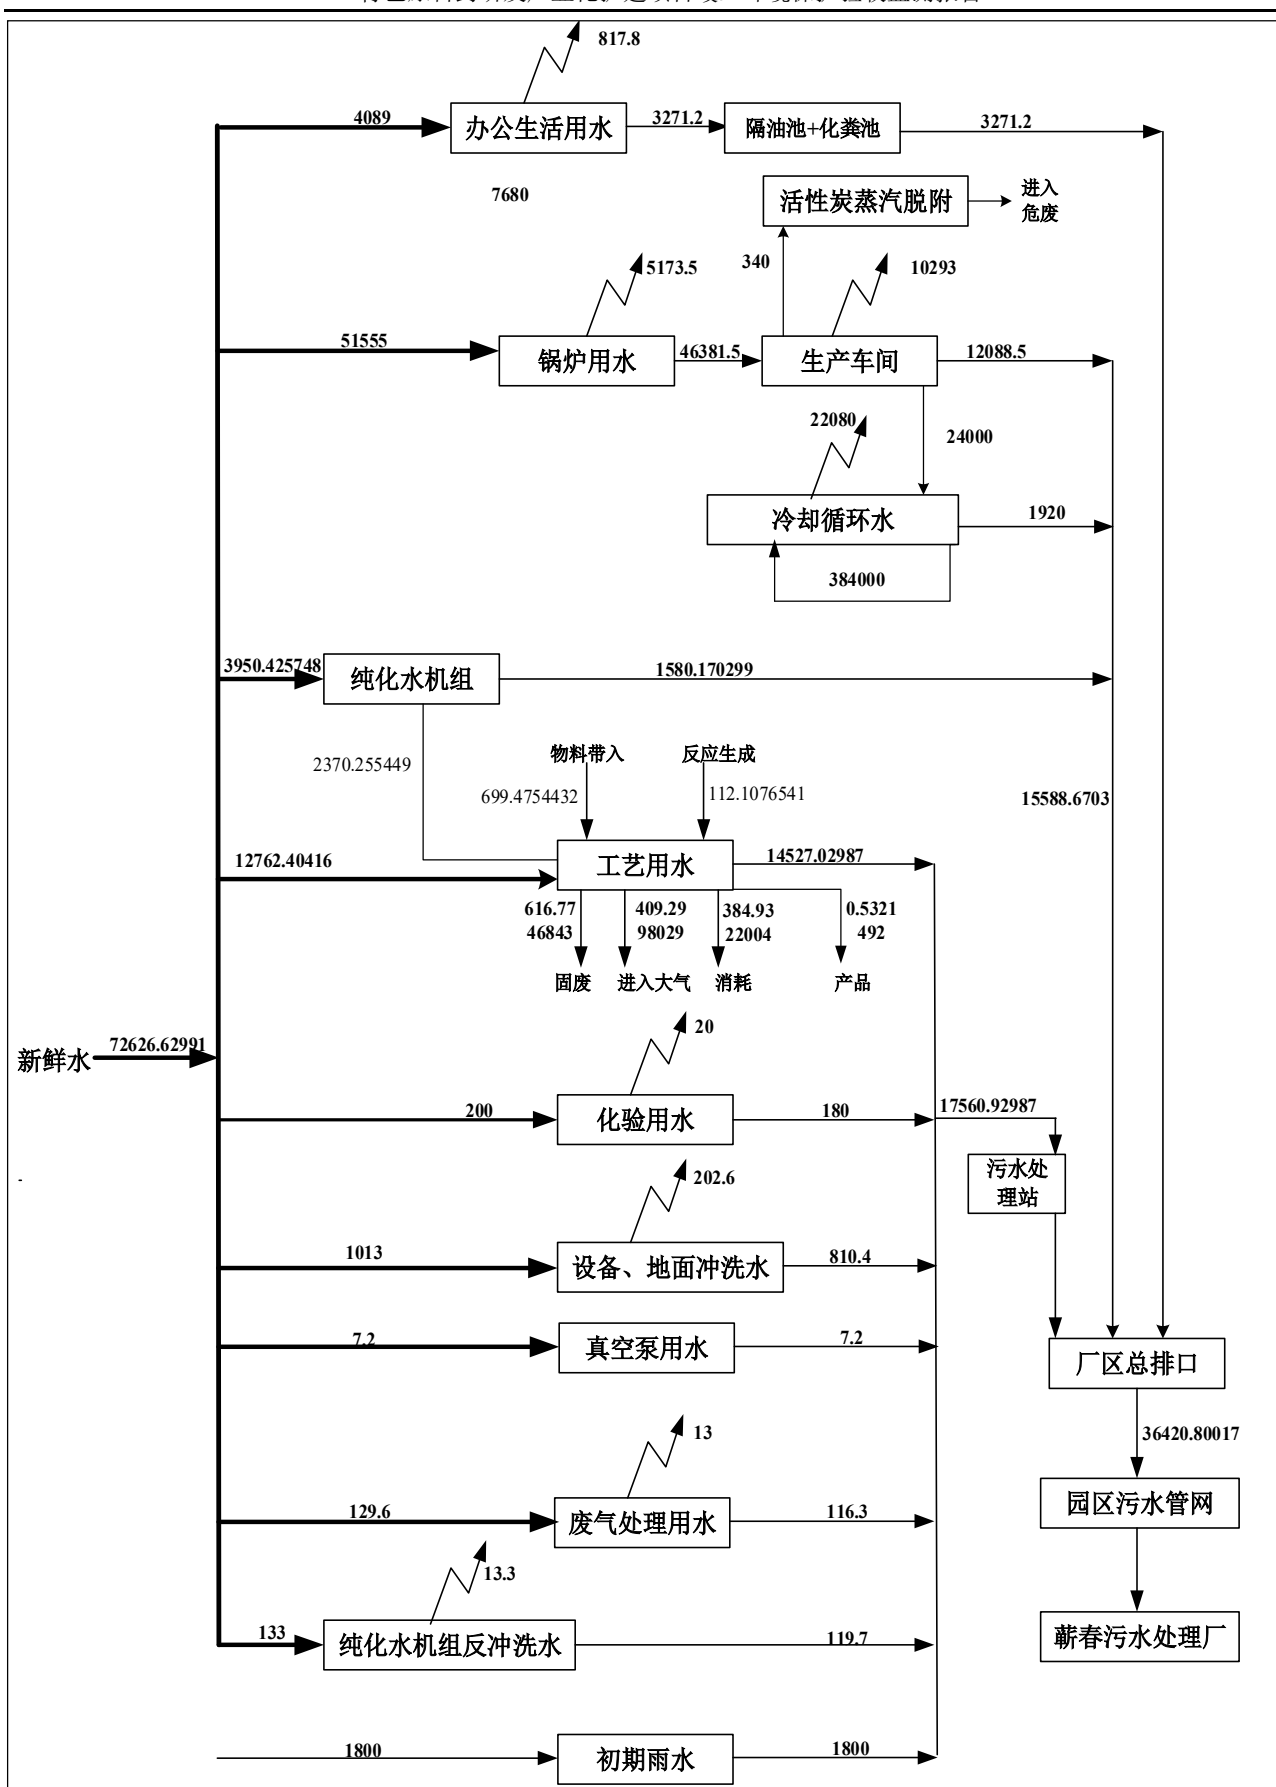 817.8
4089
办公生活用水
3271.2
隔油池+化粪池
3271.2
7680
活性炭蒸汽脱附
进入
危废
340
5173.5
10293
51555
锅炉用水
46381.5
生产车间
12088.5
22080
24000
冷却循环水
1920
384000
3950.425748
纯化水机组
1580.170299
2370.255449
物料带入
反应生成
699.4754432
112.1076541
15588.6703
12762.40416
工艺用水
14527.02987
616.77
46843
409.29
98029
384.93
22004
0.5321
492
固废
进入大气
消耗
产品
新鲜水
72626.62991
20
200
化验用水
180
17560.92987
污水处
理站
202.6
1013
设备、地面冲洗水
810.4
7.2
真空泵用水
7.2
厂区总排口
13
36420.80017
129.6
废气处理用水
116.3
园区污水管网
13.3
133
纯化水机组反冲洗水
119.7
蕲春污水处理厂
1800
初期雨水
1800